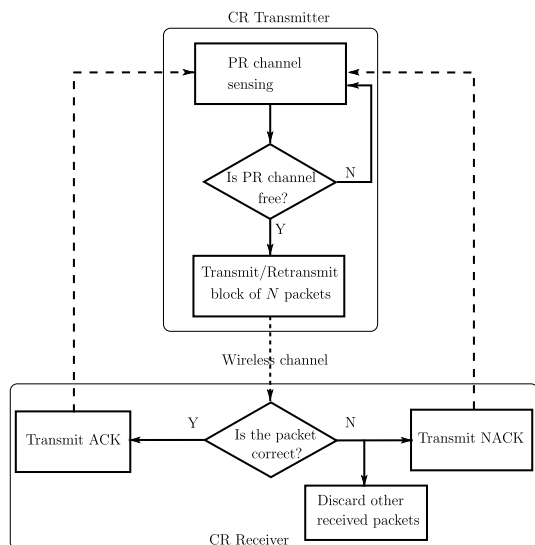 CR Transmitter
PR channel
sensing
Is PR channel
free?
N
Y
Transmit/Retransmit
block of N packets
Wireless channel
Y
N
Transmit ACK
Is the packet
correct?
Transmit NACK
Discard other
received packets
CR Receiver